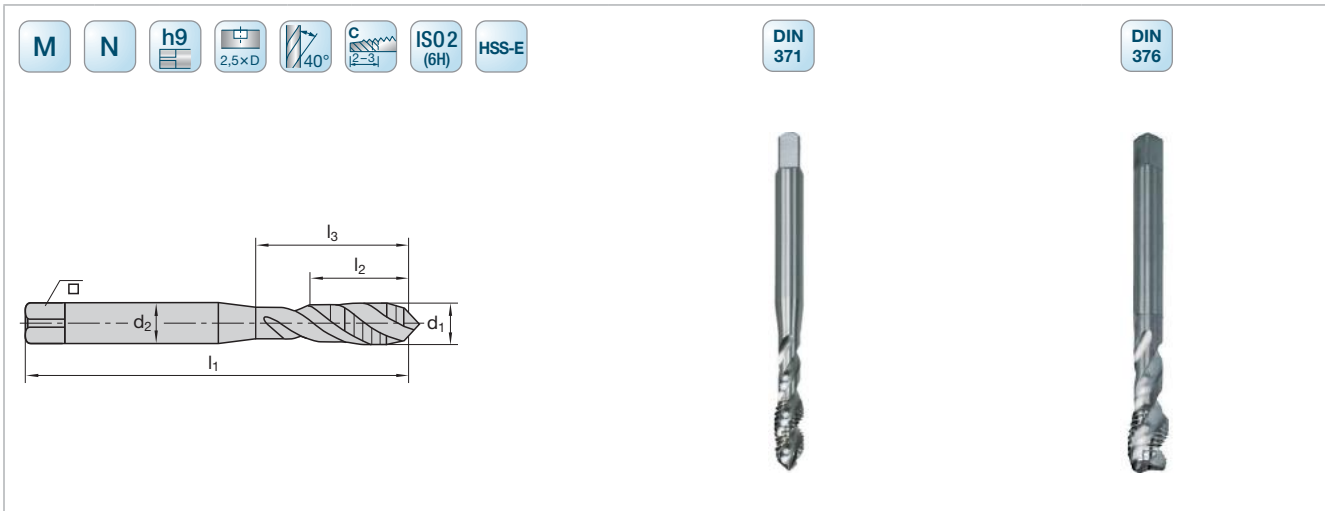 M
N
h9
2,5×D
40°
C
2–3
ISO 2
(6H)
HSS-E
DIN
371
DIN
376
l3
l2
d2
d1
l1